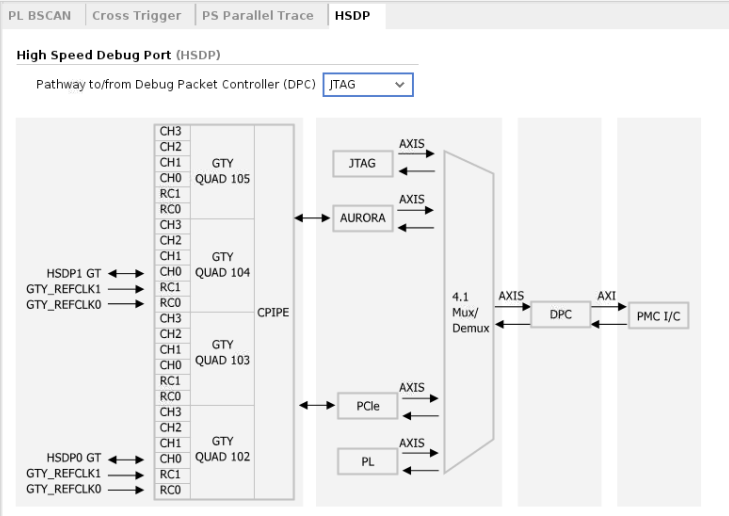 PL BSCAN Cross Trigger PS Parallel Trace HSDP
High Speed Debug Port (HSDP)
Pathway to/from Debug Packet Controller (DPC) JTAG
CH3
CH2
CH1
CH0
RC1
RC0
GTY
QUAD 105
CH3
CH2
CH1
CH0
RC1
RC0
GTY
QUAD 104
HSDP1 GT
GTY_REFCLK1
GTY_REFCLK0
CH3
CH2
CH1
CH0
RC1
RC0
GTY
QUAD 103
CH3
CH2
CH1
CH0
RC1
RC0
GTY
QUAD 102
HSDP0 GT
GTY_REFCLK1
GTY_REFCLK0
CPIPE
JTAG
AXIS
AURORA
AXIS
PCIe
AXIS
PL
AXIS
4.1
Mux/
Demux
AXIS
DPC
AXI
PMC I/C